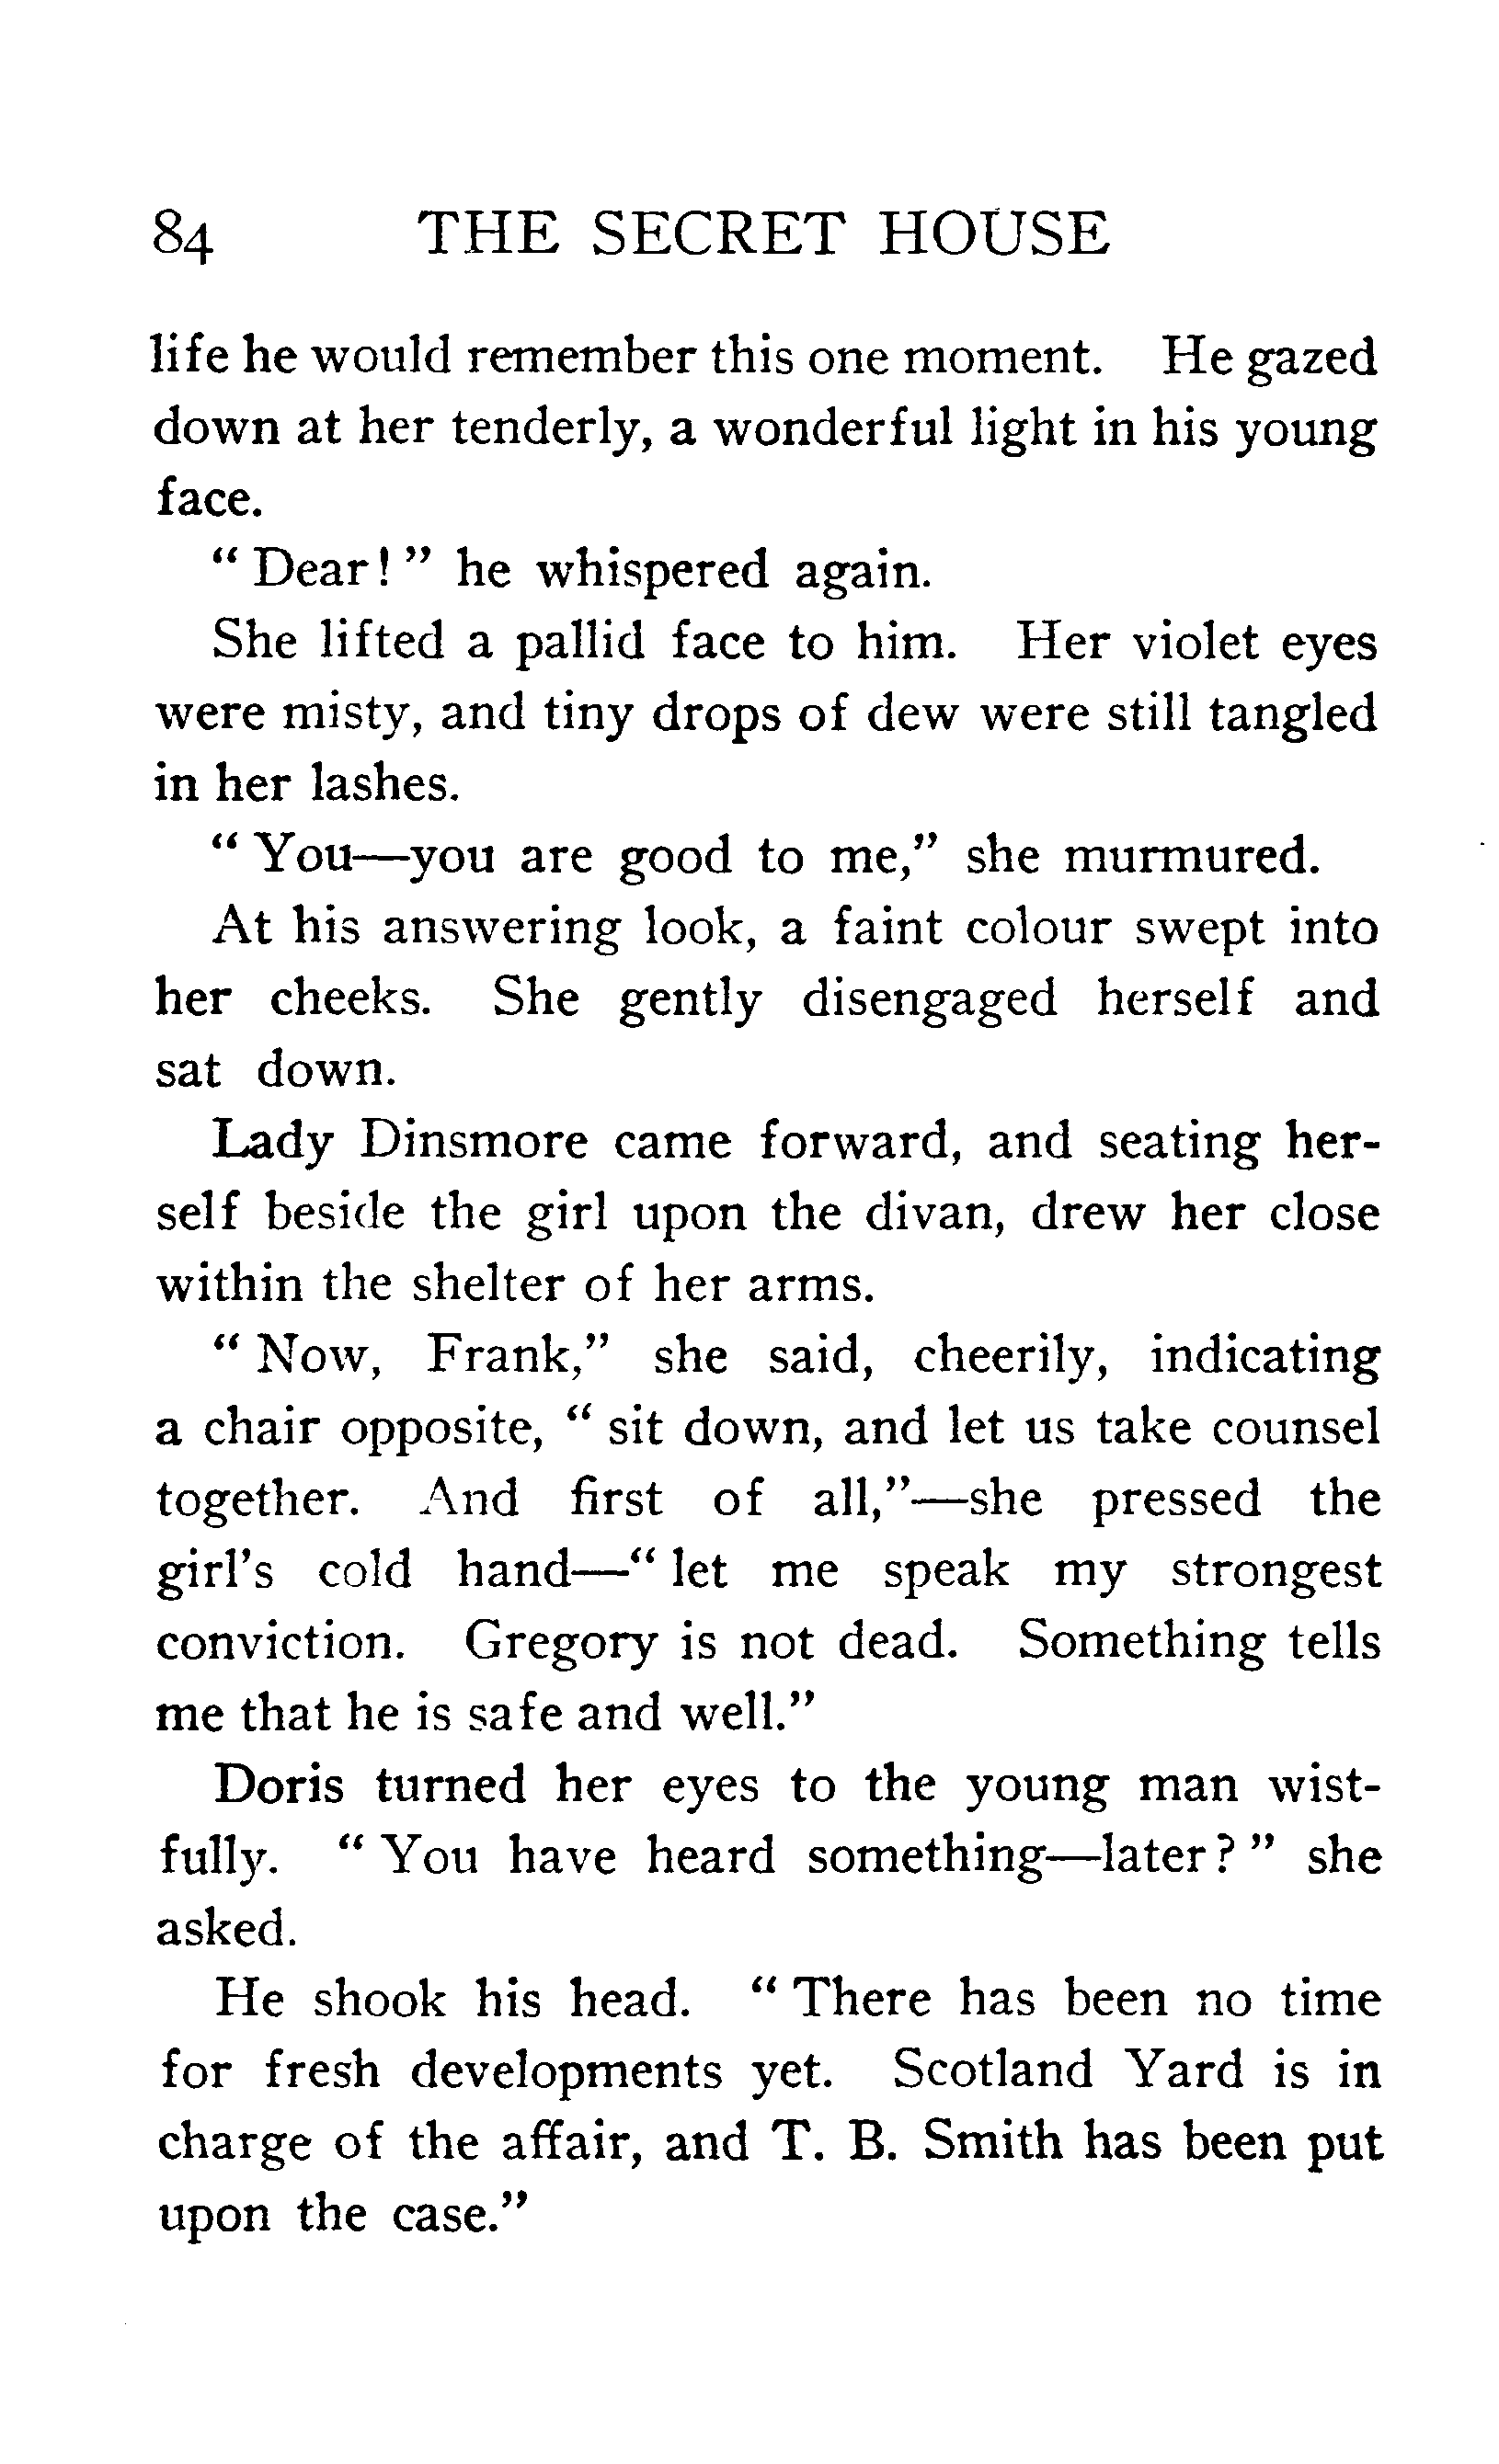 84 THE SECRET HOUSE
life he would remember this one moment. He gazed
down at her tenderly, a wonderful light in his young
face.
" Dear! " he whispered again.
She lifted a pallid face to him. Her violet eyes
were misty, and tiny drops of dew were still tangled
in her lashes.
" You—you are good to me," she murmured.
At his answering look, a faint colour swept into
her cheeks. She gently disengaged herself and
sat down.
Lady Dinsmore came forward, and seating her-
self beside the girl upon the divan, drew her close
within the shelter of her arms.
" Now, Frank," she said, cheerily, indicating
a chair opposite, " sit down, and let us take counsel
together. And first of all,"—she pressed the
girl's cold hand—" let me speak my strongest
conviction. Gregory is not dead. Something tells
me that he is safe and well."
Doris turned her eyes to the young man wist-
fully. " You have heard something—later? " she
asked.
He shook his head. " There has been no time
for fresh developments yet. Scotland Yard is in
charge of the affair, and T. B. Smith has been put
upon the case."